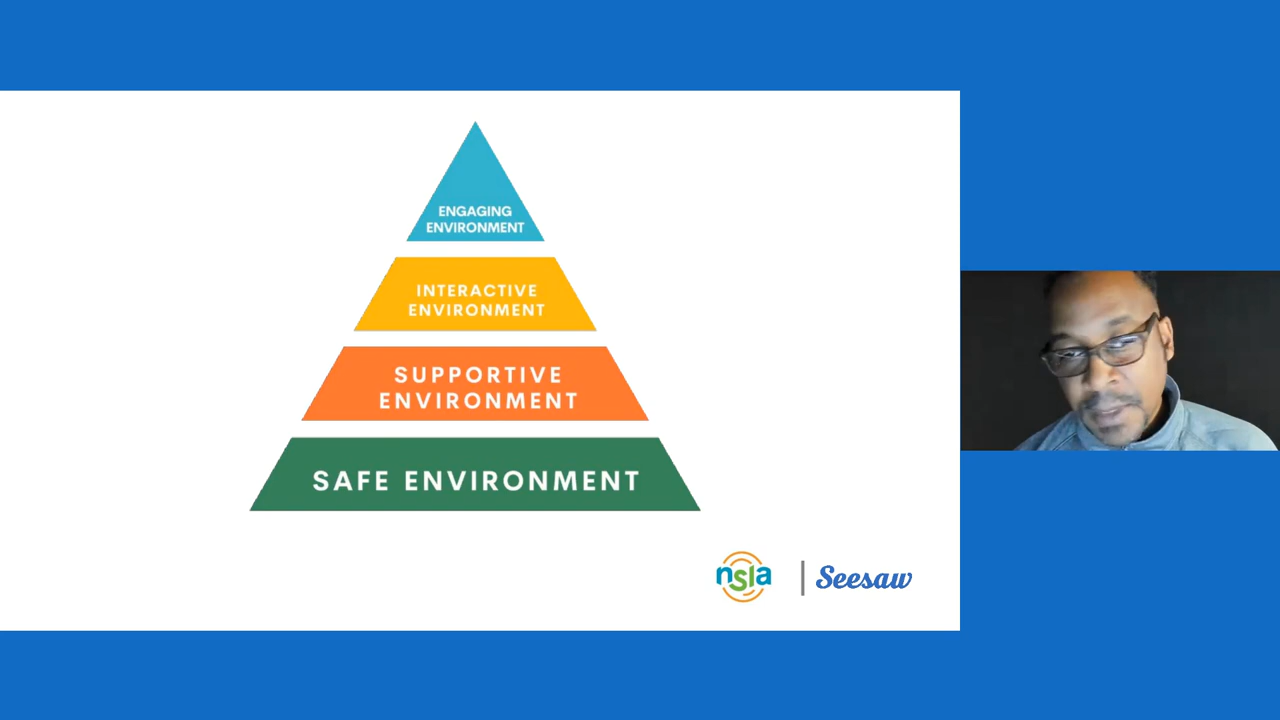 ENGAGING
ENVIRONMENT
INTERACTIVE
ENVIRONMENT
SUPPORTIVE
ENVIRONMENT
SAFE ENVIRONMENT
nsla | Seesaw